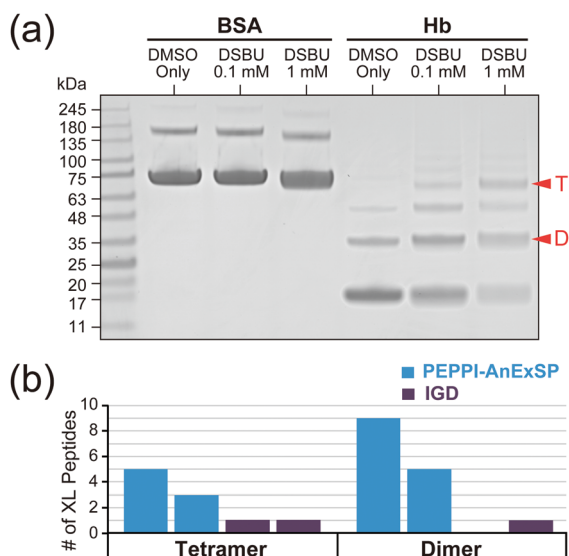 (a)
BSA Hb
DMSO Only DSBU 0.1 mM DSBU 1 mM DMSO Only DSBU 0.1 mM DSBU 1 mM
kDa
245
180
135
100
75
T
63
48
35
D
25
20
17
11
(b)
PEPPI-AnExSP
IGD
# of XL Peptides
10
8
6
4
2
0
Tetramer Dimer